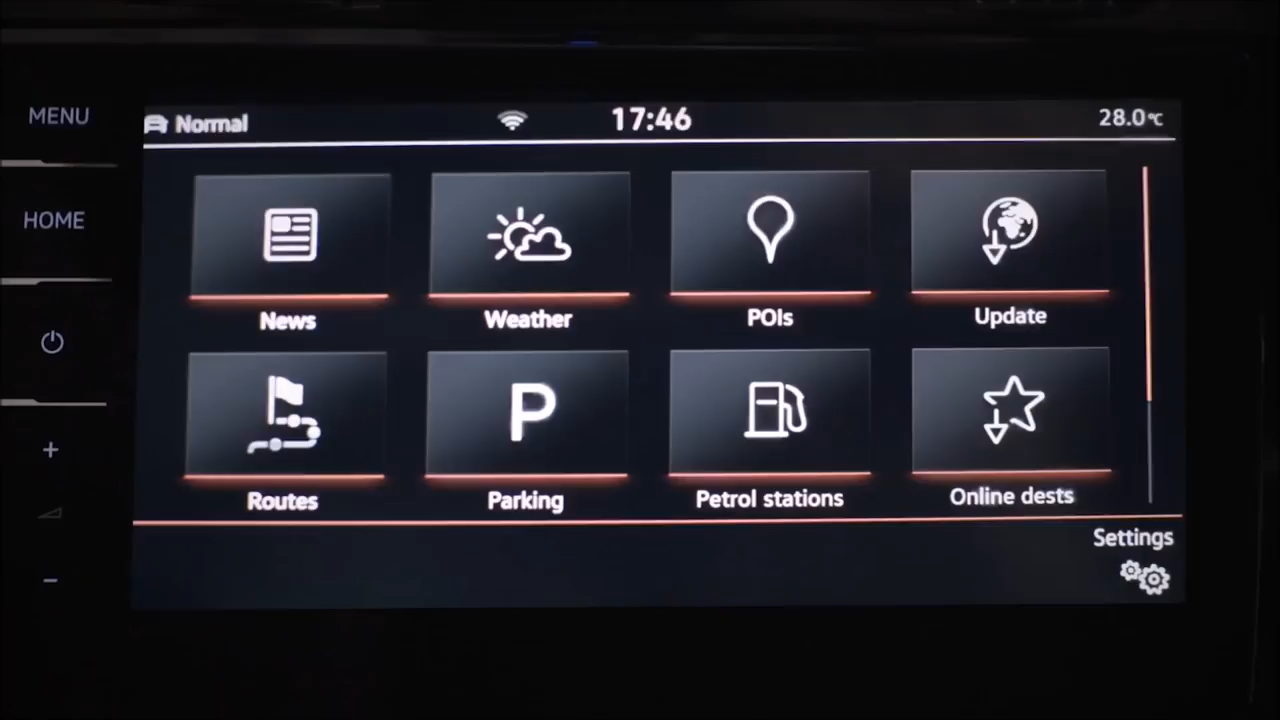 MENU
HOME
Normal
17:46
28.0°C
News
Weather
POIs
Update
Routes
P
Parking
Petrol stations
Online dests
Settings
+
-